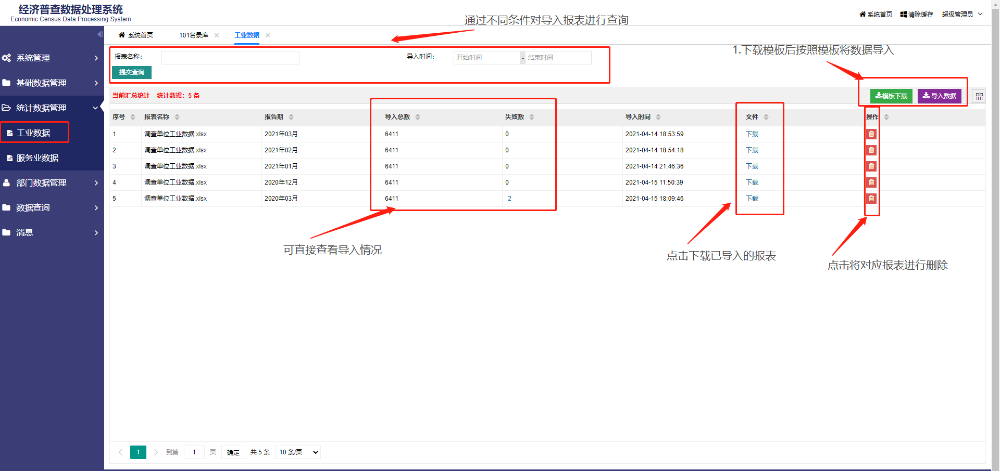 经济普查数据处理系统
Economic Census Data Processing System
系统首页 清除缓存 超级管理员
通过不同条件对导入报表进行查询
系统首页 101名录库 工业数据
1.下载模板后按照模板将数据导入
系统管理
基础数据管理
统计数据管理
工业数据
服务业数据
部门数据管理
数据查询
消息
报表名称： 导入时间： 开始时间 - 结束时间
提交查询
当前汇总统计 统计数据：5 条
模板下载 导入数据
序号 报表名称 报告期 导入总数 失败数 导入时间 文件 操作
1 调查单位工业数据.xlsx 2021年03月 6411 0 2021-04-14 18:53:59 下载
2 调查单位工业数据.xlsx 2021年02月 6411 0 2021-04-14 18:54:18 下载
3 调查单位工业数据.xlsx 2021年01月 6411 0 2021-04-14 21:46:36 下载
4 调查单位工业数据.xlsx 2020年12月 6411 0 2021-04-15 11:50:39 下载
5 调查单位工业数据.xlsx 2020年03月 6411 2 2021-04-15 18:09:46 下载
可直接查看导入情况
点击下载已导入的报表
点击将对应报表进行删除
1 到第 1 页 确定 共 5 条 10 条/页